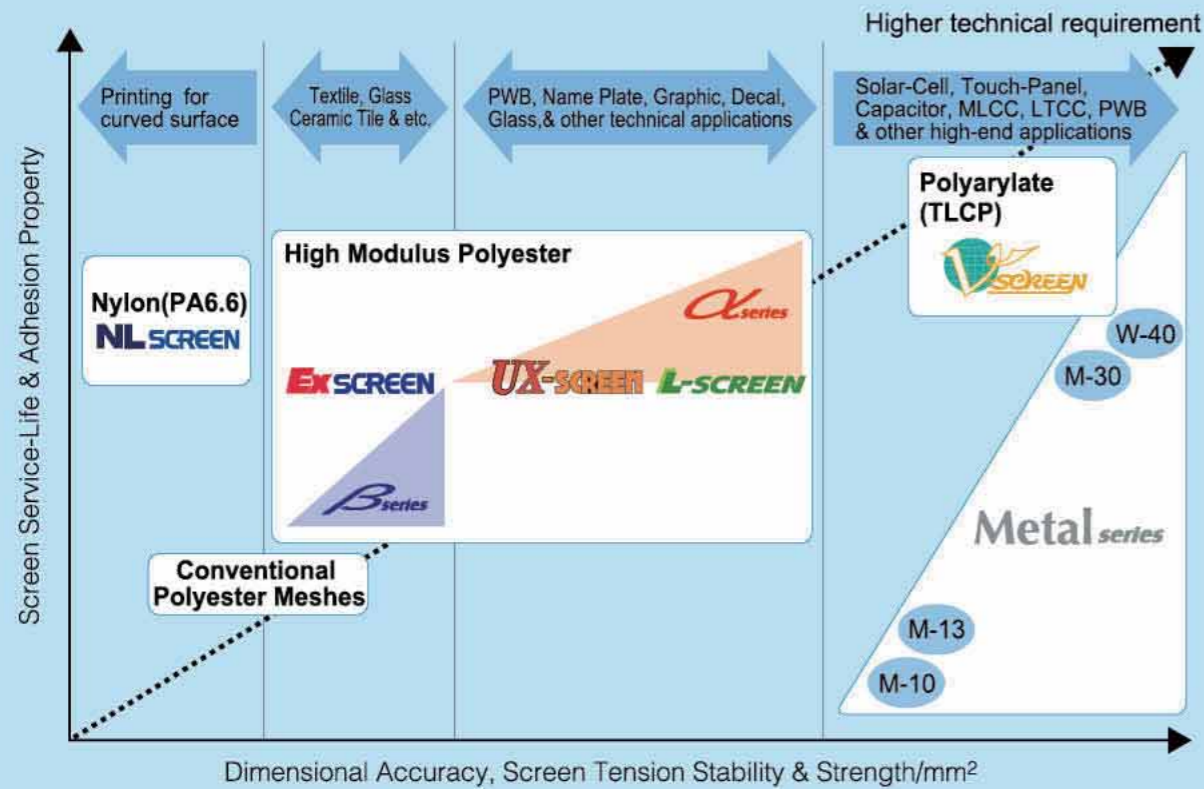 Higher technical requirement
Printing for
curved surface
Textile, Glass
Ceramic Tile & etc,
PWB, Name Plate, Graphic, Decal,
Glass,& other technical applications
Solar-Cell, Touch-Panel,
Capacitor, MLCC, LTCC, PWB
& other high-end applications
Screen Service-Life & Adhesion Property
Nylon(PA6.6)
NL SCREEN
High Modulus Polyester
α series
Ex SCREEN
UX-SCREEN
L-SCREEN
β series
Conventional
Polyester Meshes
Polyarylate
(TLCP)
V SCREEN
W-40
M-30
Metal series
M-13
M-10
Dimensional Accuracy, Screen Tension Stability & Strength/mm²